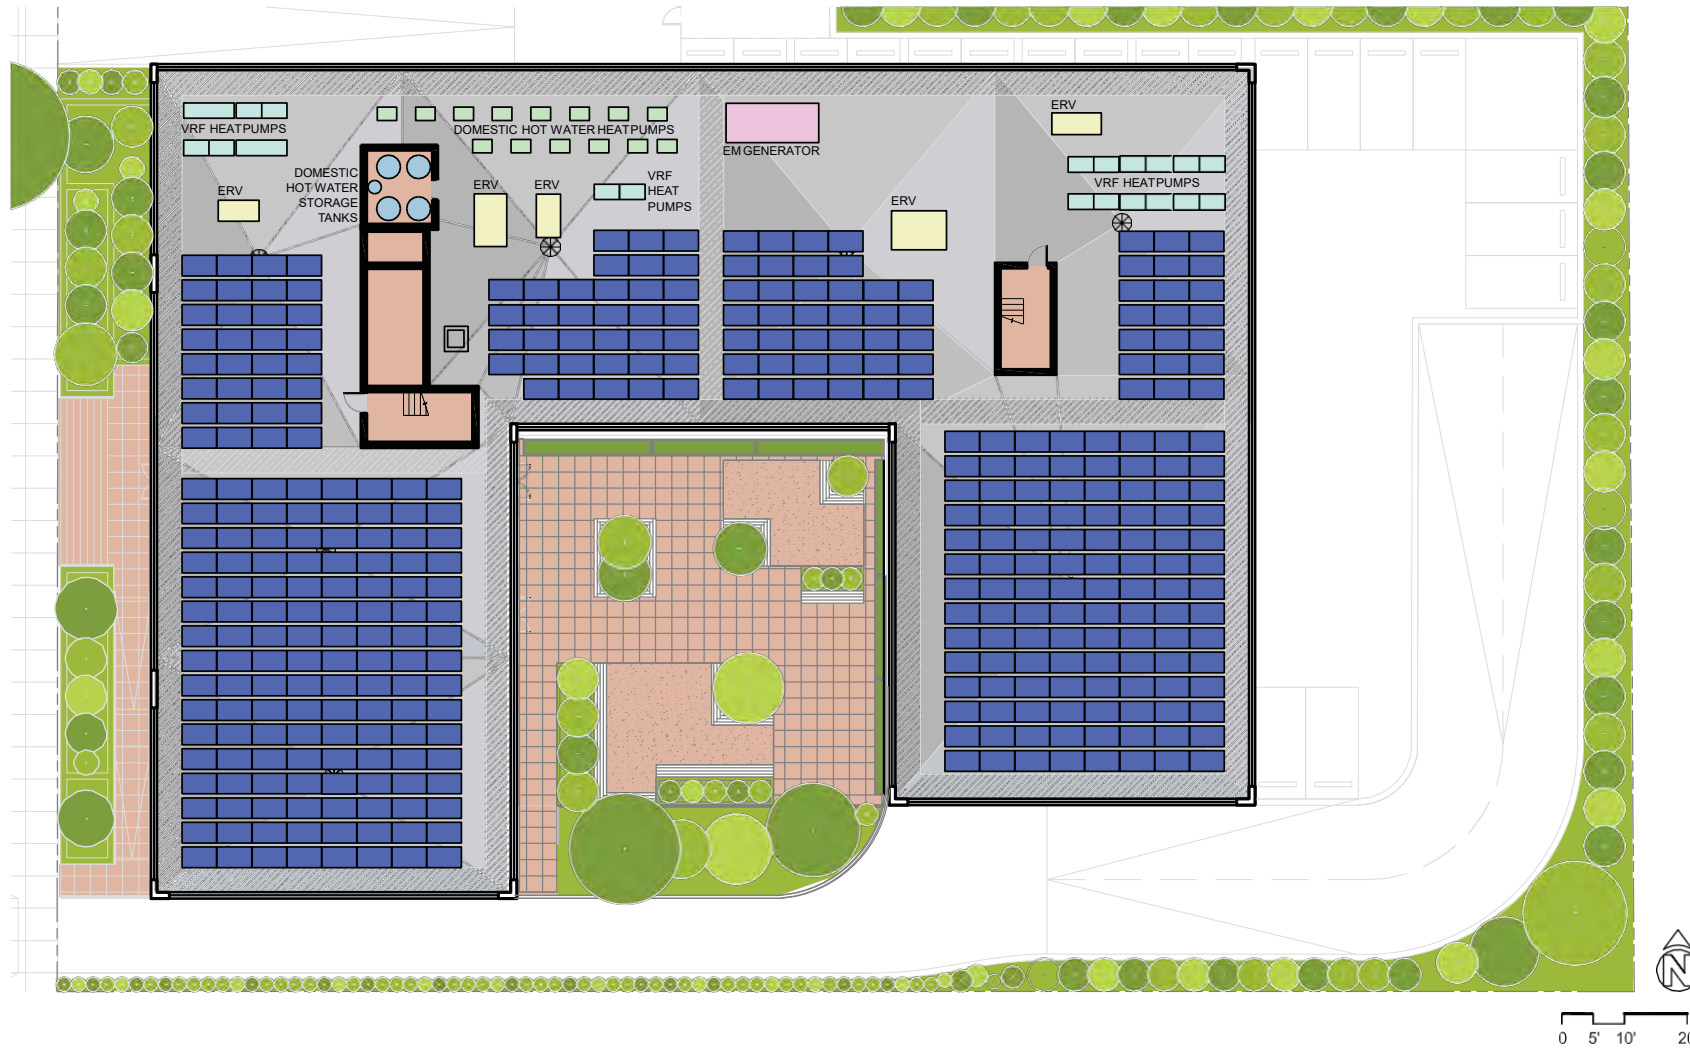 VRF HEATPUMPS
DOMESTIC HOT WATER HEATPUMPS
EM GENERATOR
ERV
VRF HEATPUMPS
DOMESTIC
HOT WATER
STORAGE
TANKS
ERV
ERV
ERV
VRF
HEAT
PUMPS
ERV
N
0 5' 10' 20